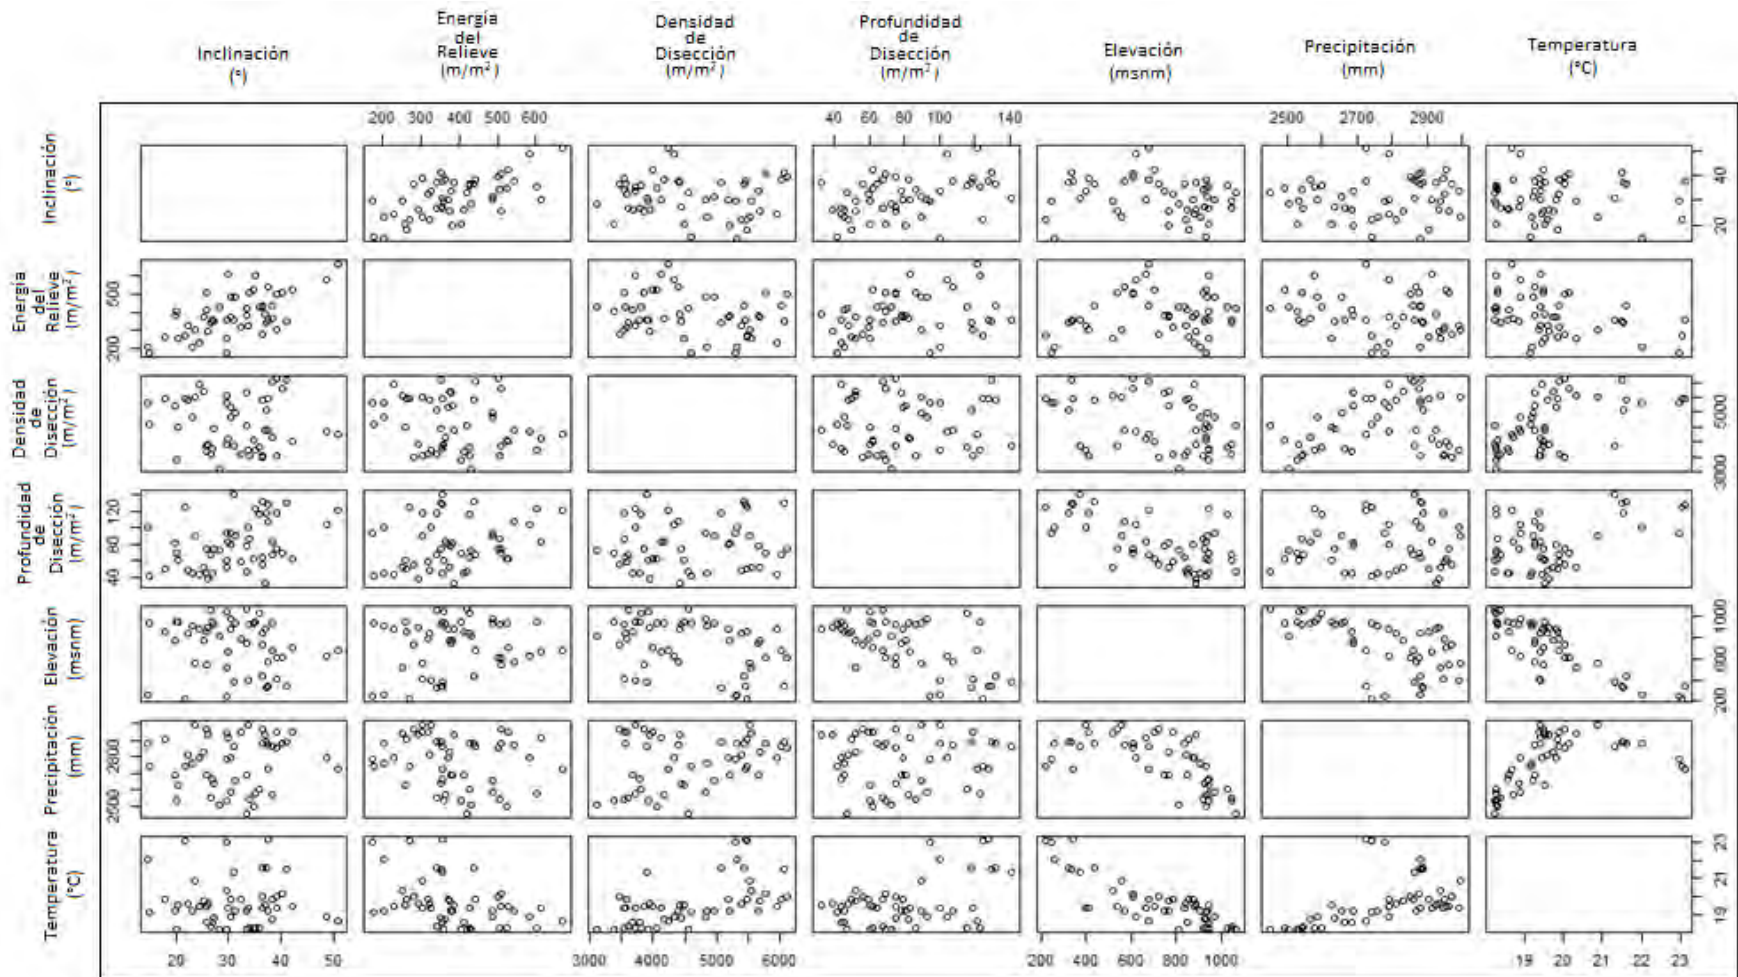 Inclinación
(°)
Energía
del
Relieve
(m/m²)
Densidad
de
Disección
(m/m²)
Profundidad
de
Disección
(m/m²)
Elevación
(msnm)
Precipitación
(mm)
Temperatura
(°C)
200 300 400 500 600
40 60 80 100 140
2500 2700 2900
Inclinación
(°)
40
20
Energía
del
Relieve
(m/m²)
500
200
Densidad
de
Disección
(m/m²)
5000
3000
Profundidad
de
Disección
(m/m²)
120
80
40
Elevación
(msnm)
1000
600
200
Precipitación
(mm)
2800
2500
Temperatura
(°C)
23
21
19
20 30 40 50
3000 4000 5000 6000
200 400 600 800 1000
19 20 21 22 23